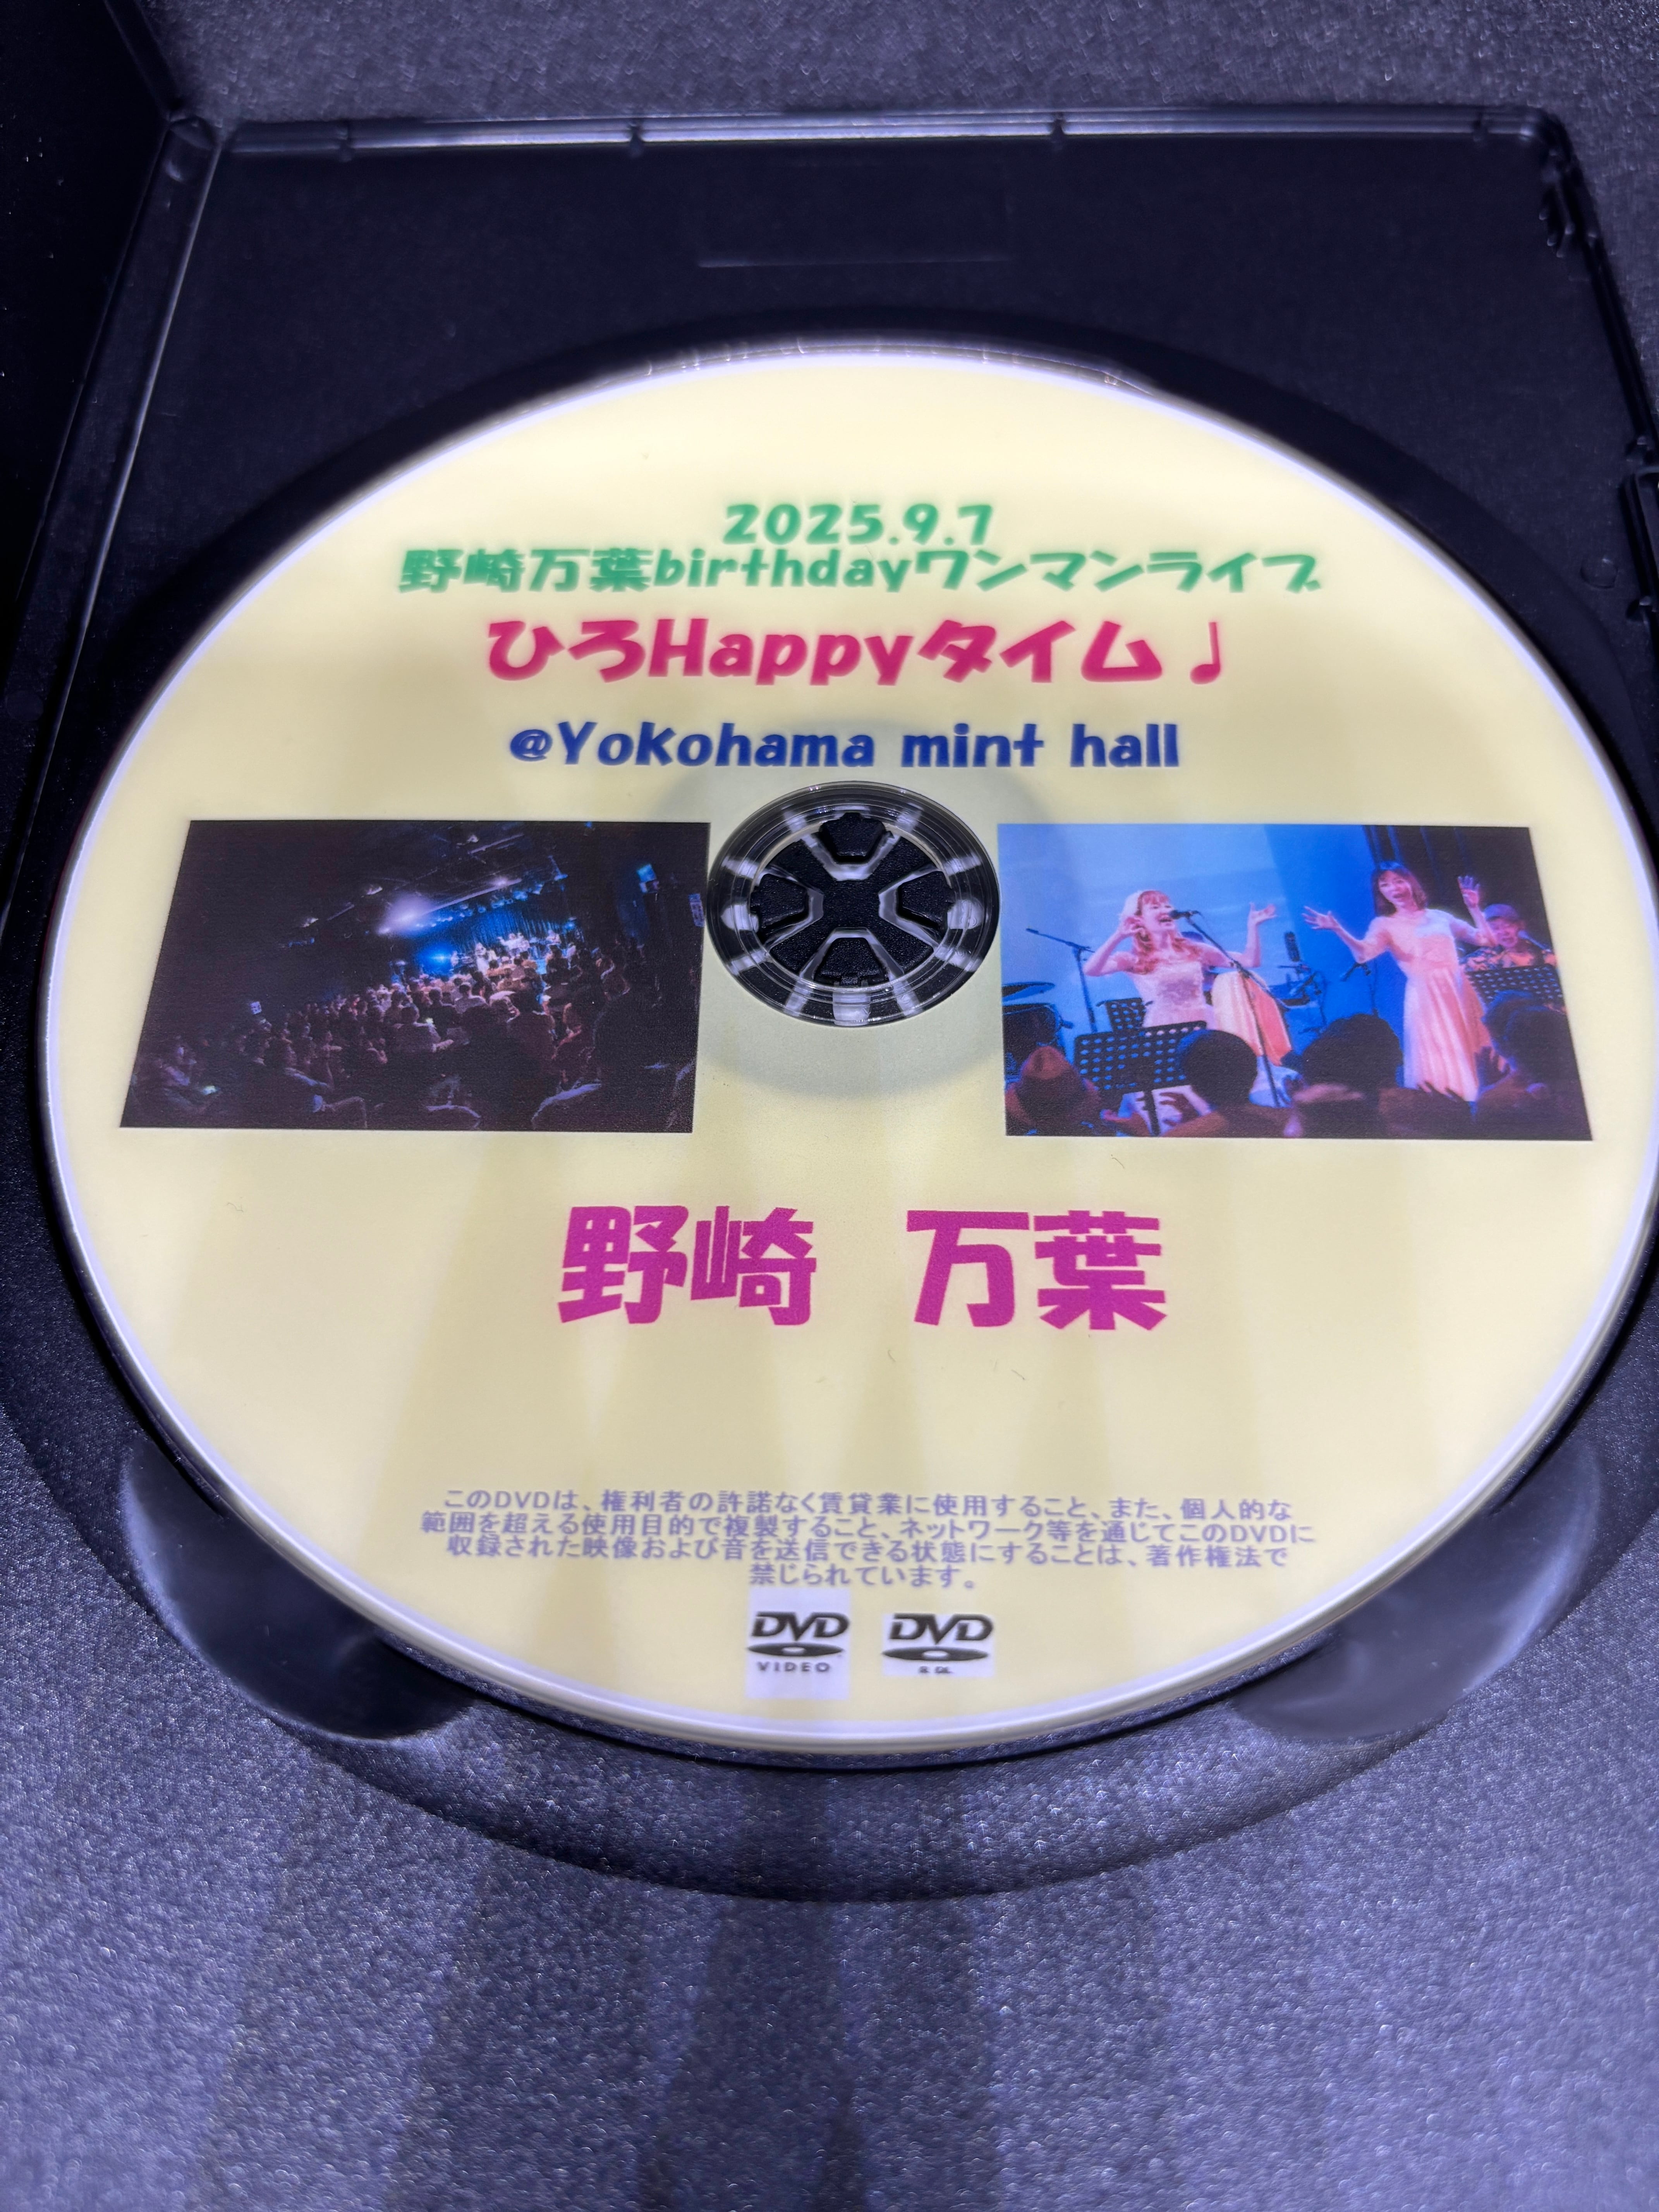 2025.9.7
野崎万葉birthdayワンマンライブ
ひろHappyタイム♩
@Yokohama mint hall
野崎 万葉
このDVDは、権利者の許諾なく賃貸業に使用すること、また、個人的な
範囲を超える使用目的で複製すること、ネットワーク等を通じてこのDVDに
収録された映像および音を送信できる状態にすることは、著作権法で
禁じられています。
DVD DVD
VIDEO R DL